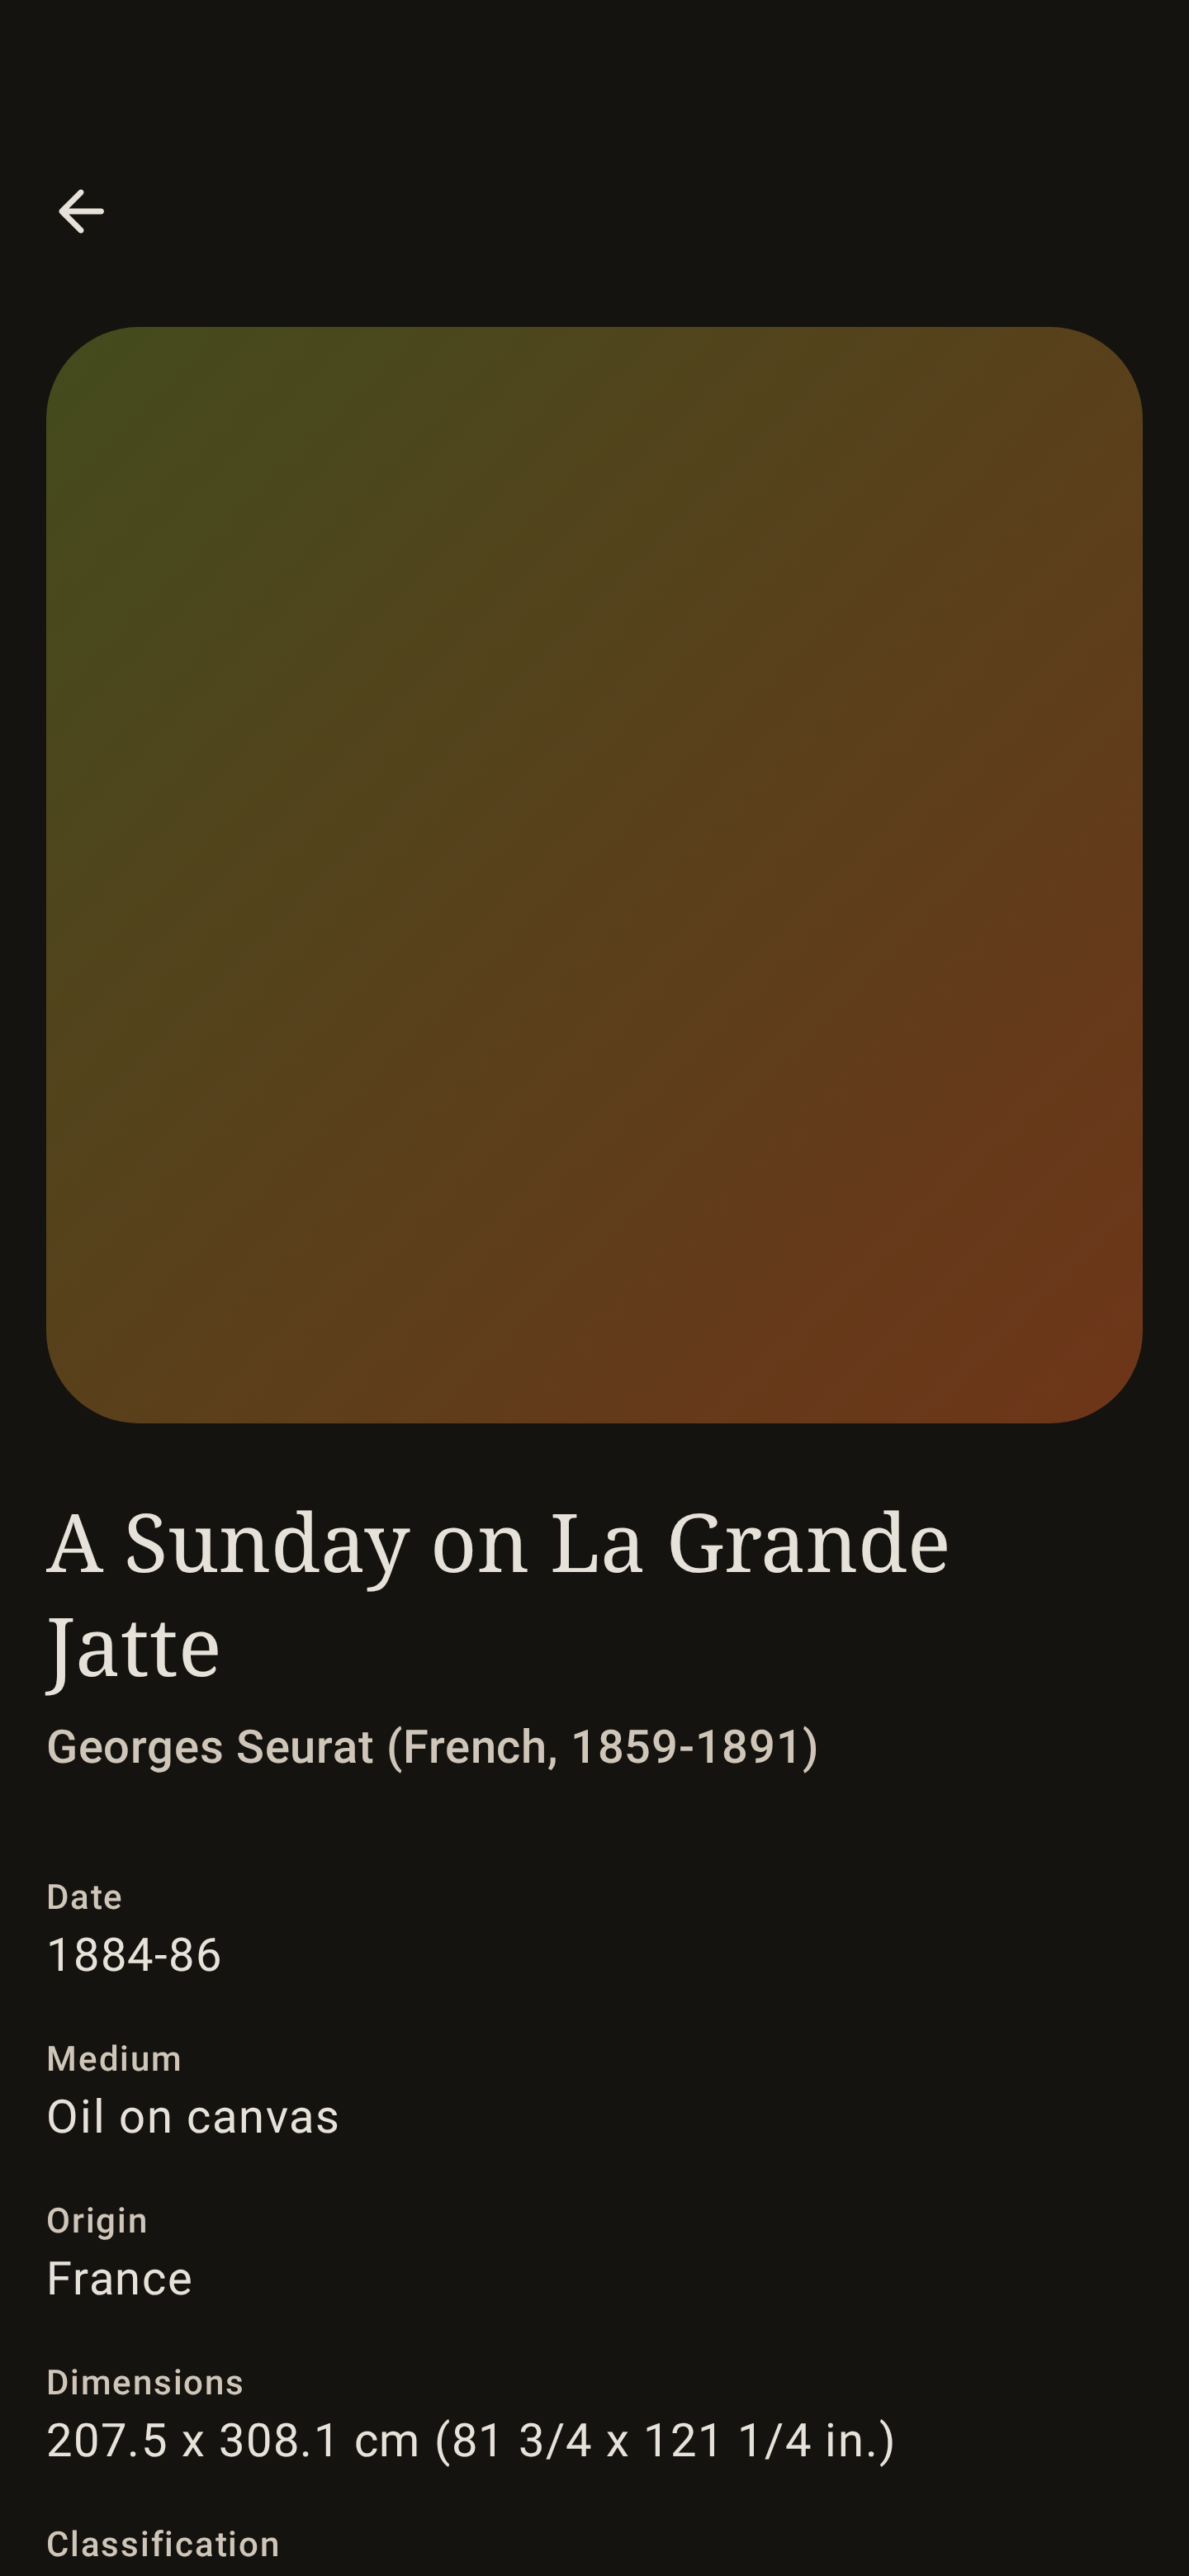 A Sunday on La Grande
Jatte
Georges Seurat (French, 1859-1891)
Date
1884-86
Medium
Oil on canvas
Origin
France
Dimensions
207.5 x 308.1 cm (81 3/4 x 121 1/4 in.)
Classification